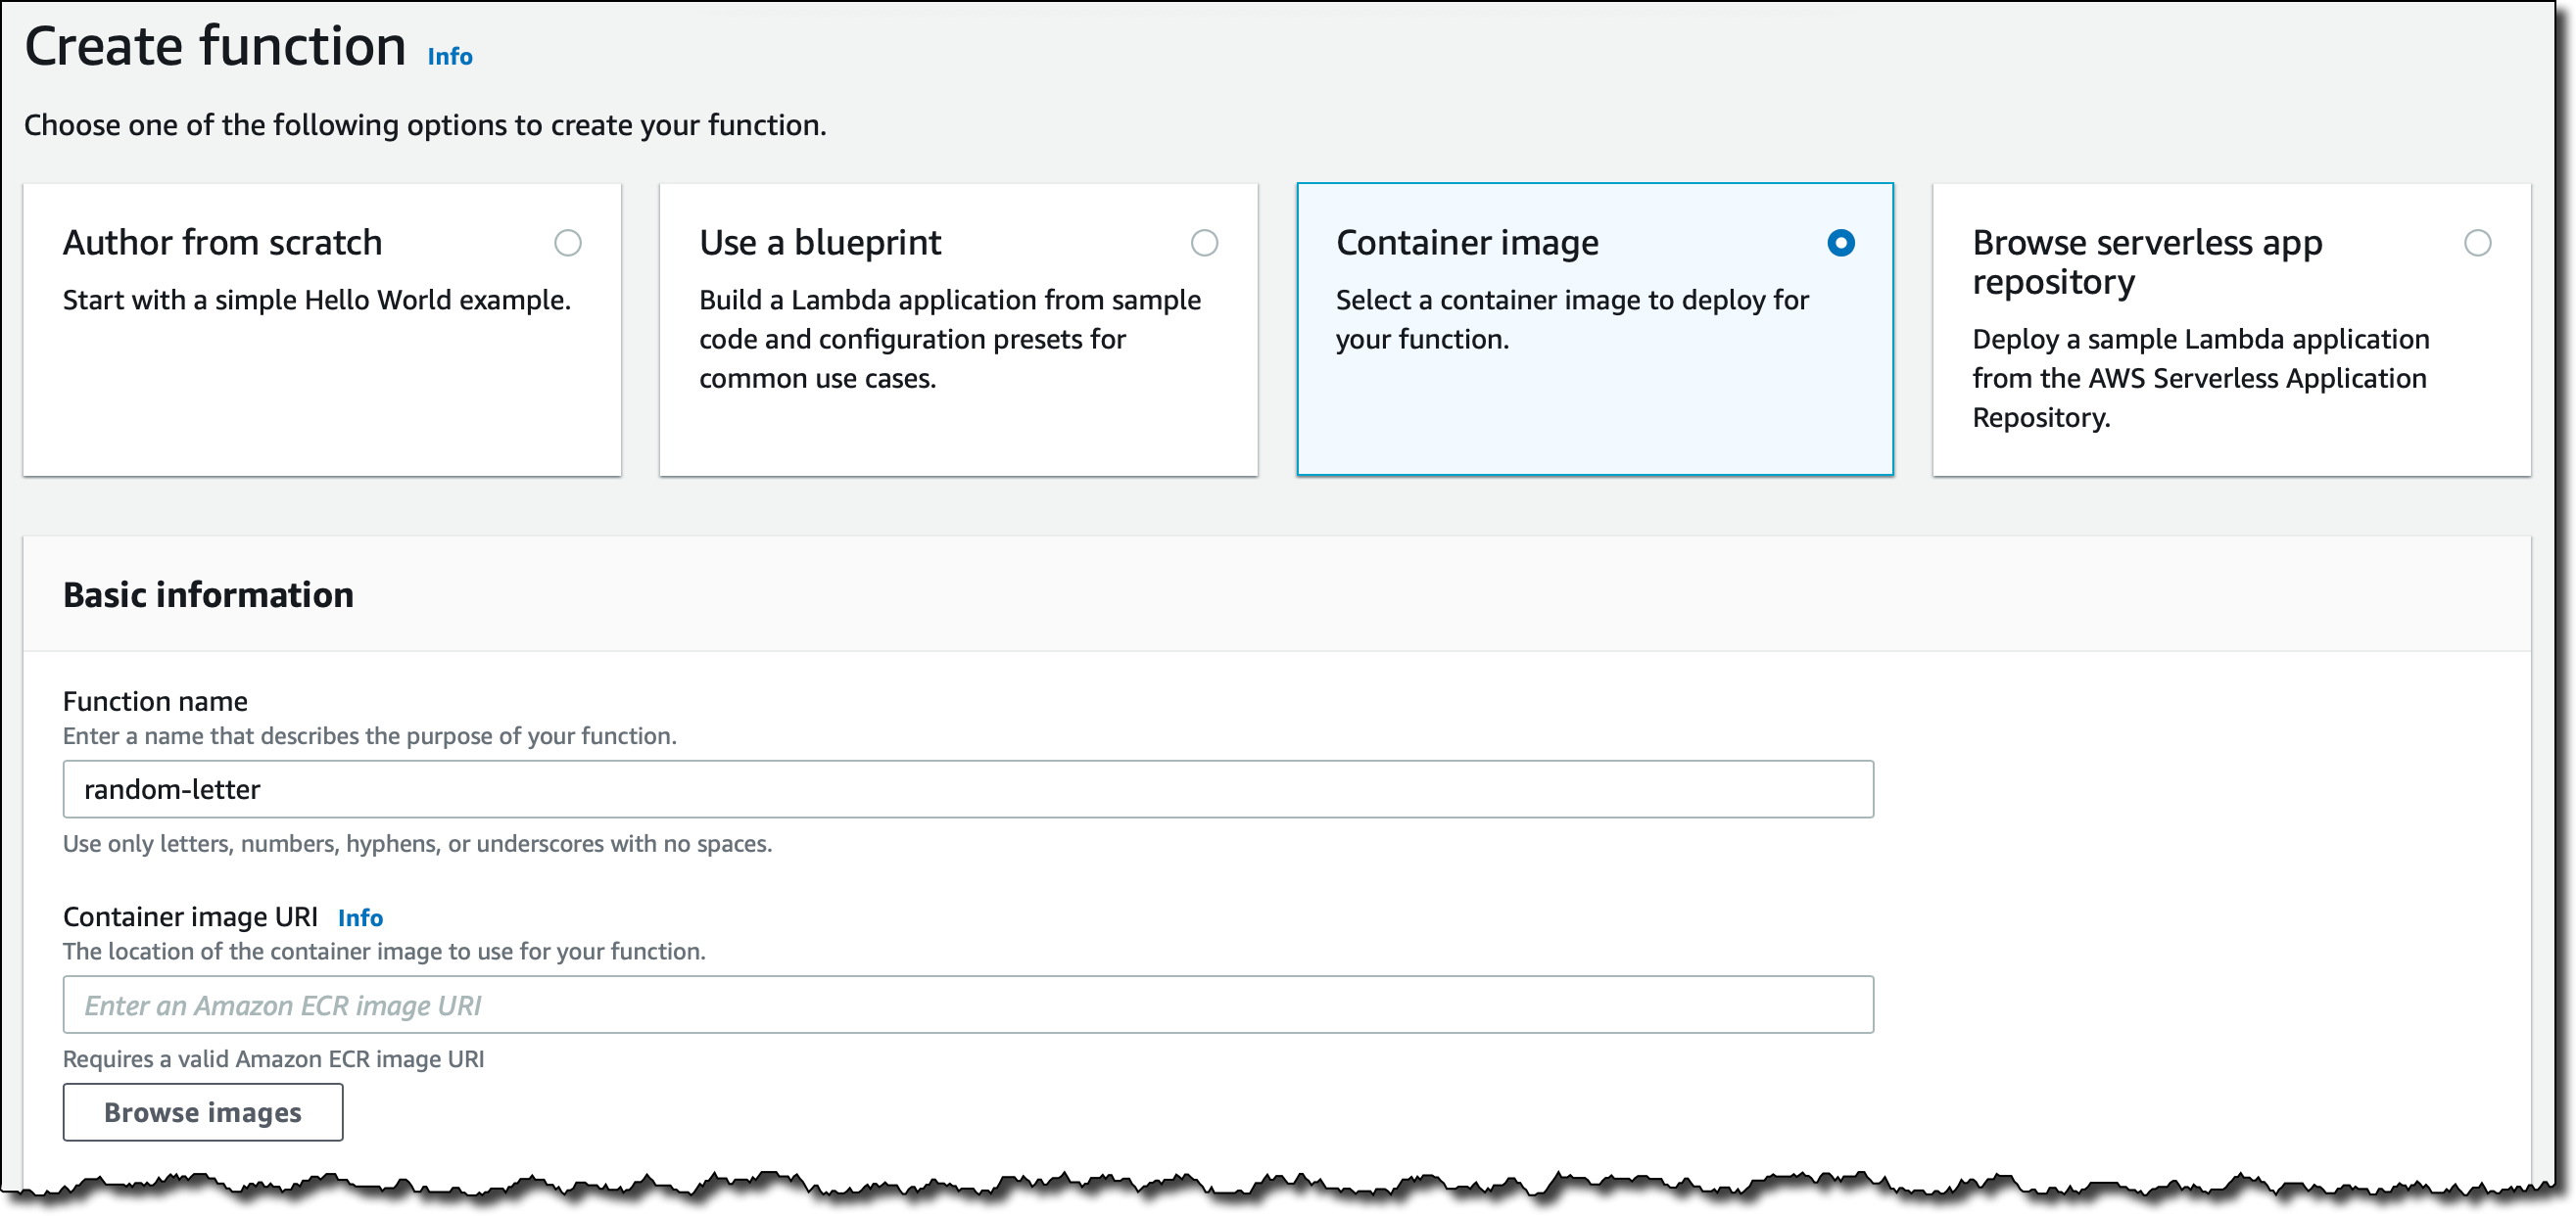 Create function Info
Choose one of the following options to create your function.
Author from scratch
Start with a simple Hello World example.
Use a blueprint
Build a Lambda application from sample
code and configuration presets for
common use cases.
Container image
Select a container image to deploy for
your function.
Browse serverless app
repository
Deploy a sample Lambda application
from the AWS Serverless Application
Repository.
Basic information
Function name
Enter a name that describes the purpose of your function.
random-letter
Use only letters, numbers, hyphens, or underscores with no spaces.
Container image URI Info
The location of the container image to use for your function.
Enter an Amazon ECR image URI
Requires a valid Amazon ECR image URI
Browse images